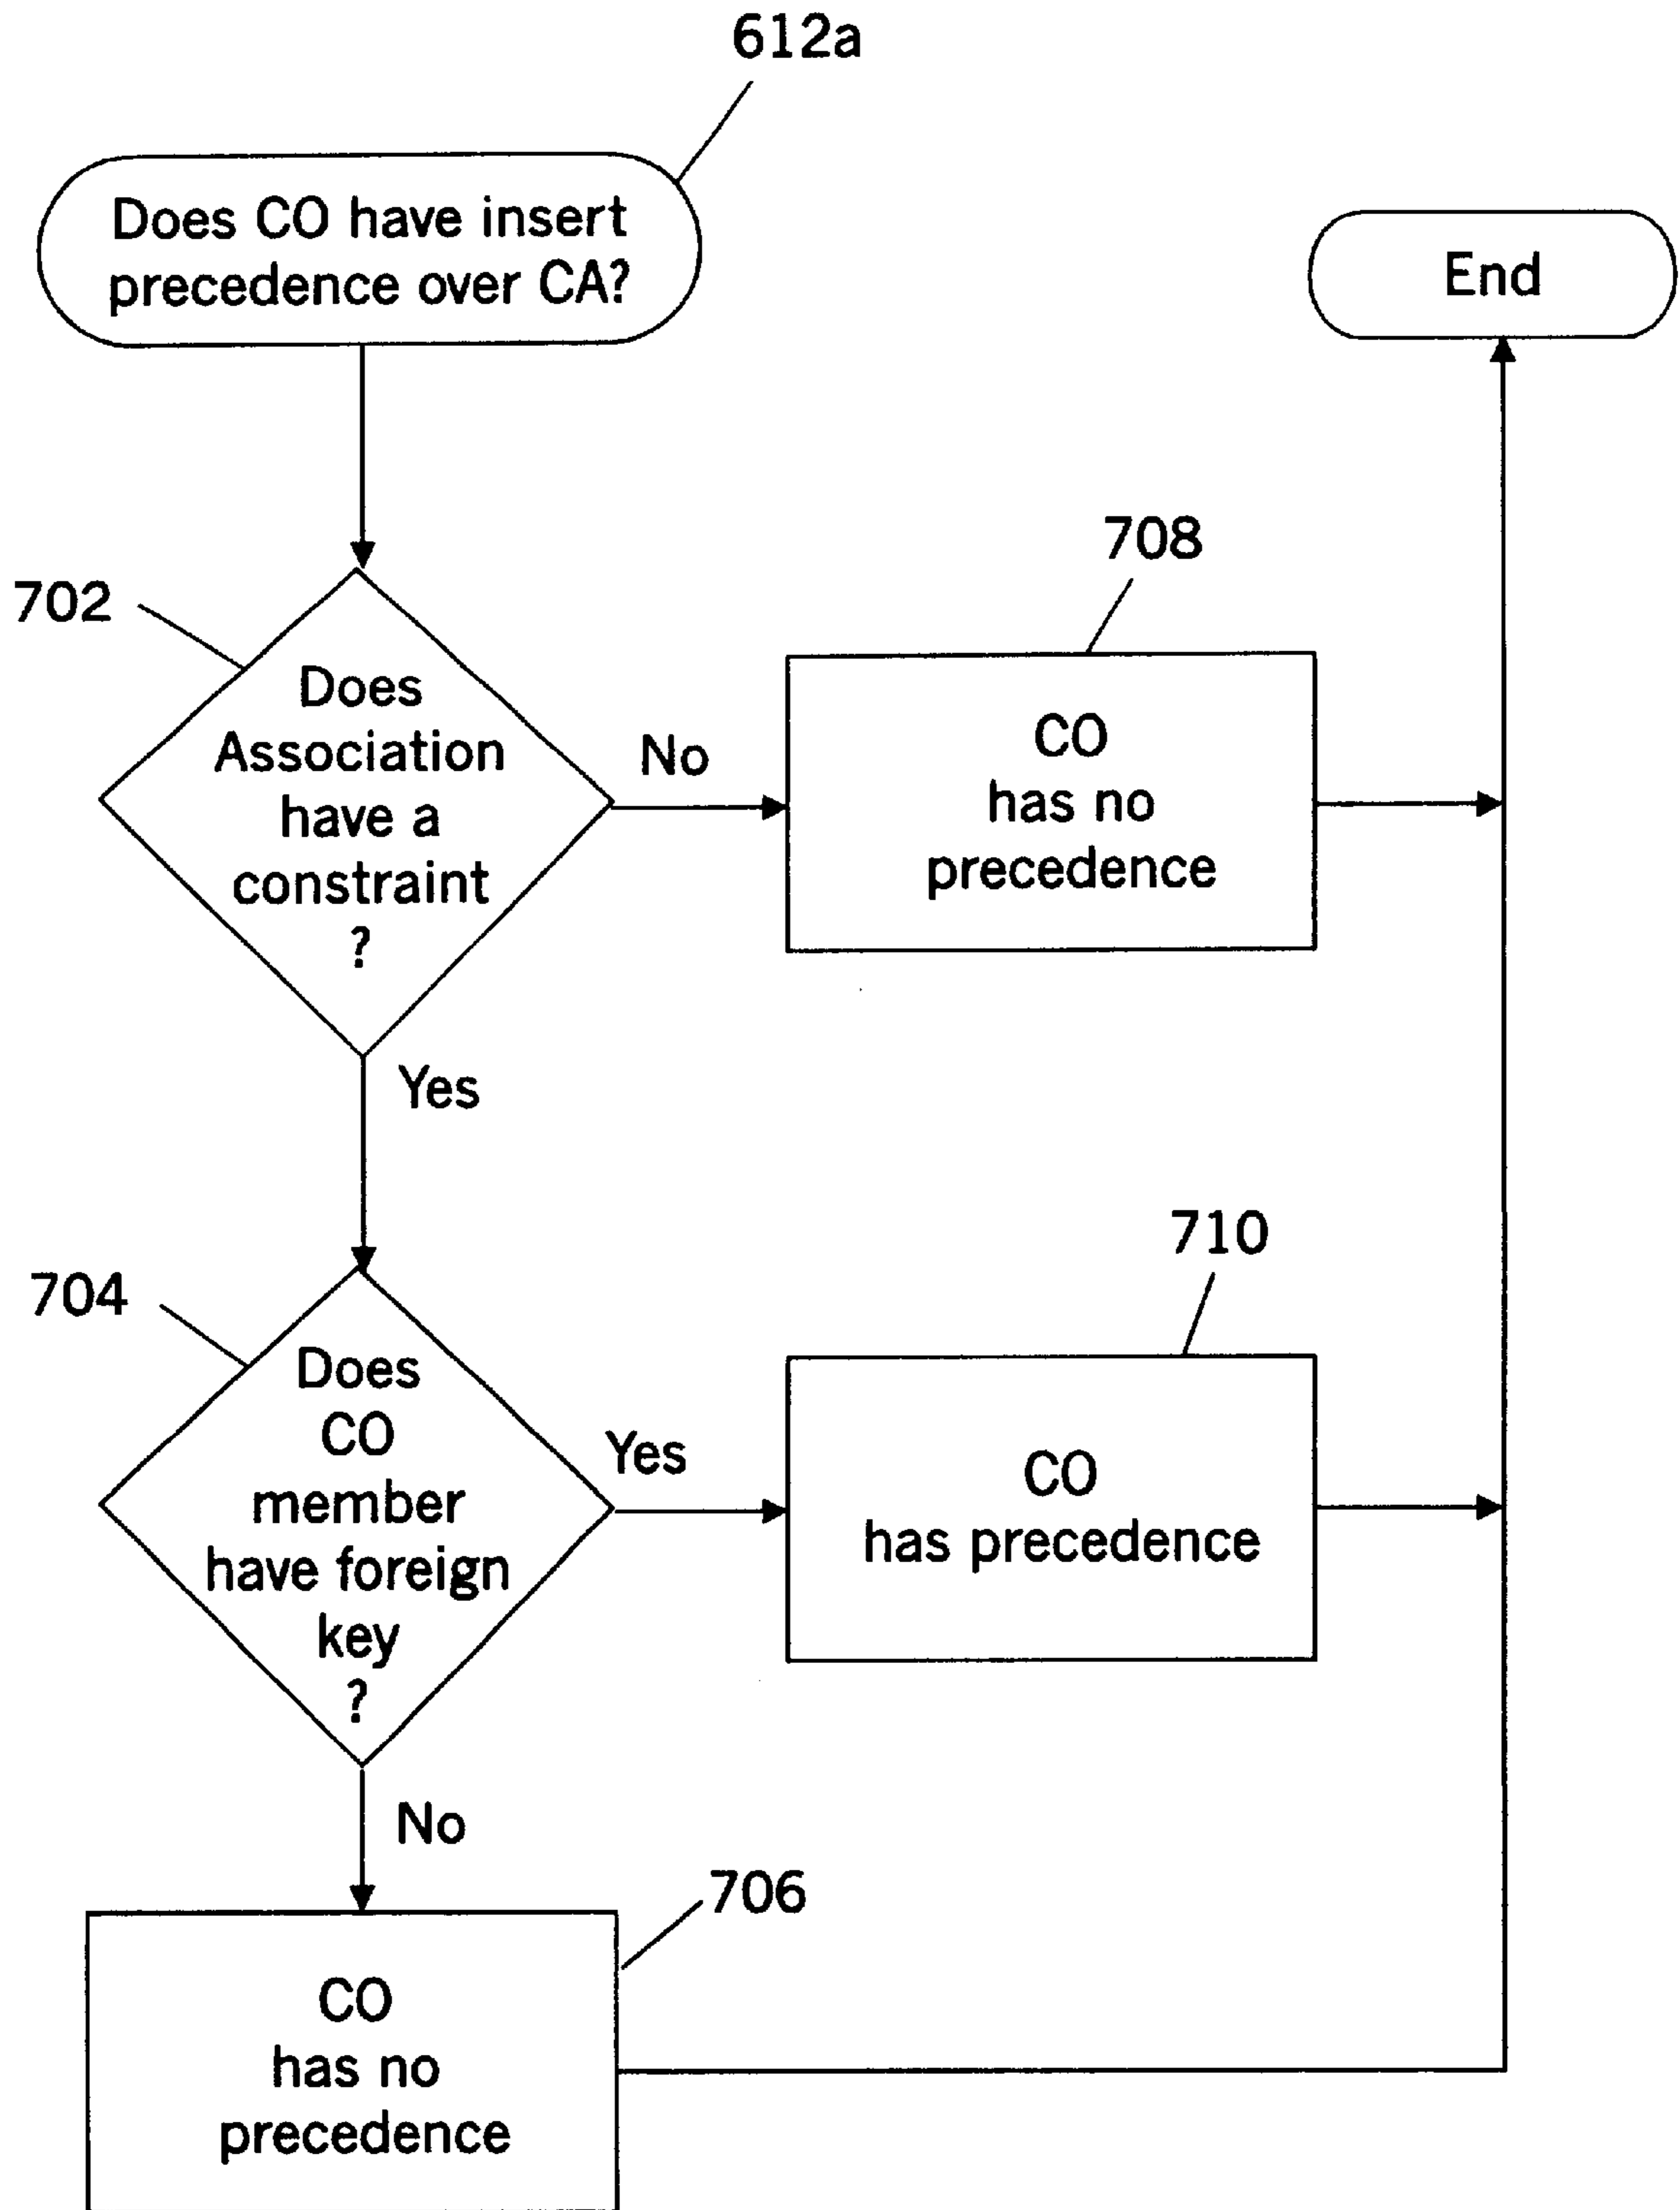 612a
Does CO have insert
precedence over CA?
End
702
Does
Association
have a
constraint
?
No
708
CO
has no
precedence
Yes
704
Does
CO
member
have foreign
key
?
Yes
710
CO
has precedence
No
706
CO
has no
precedence